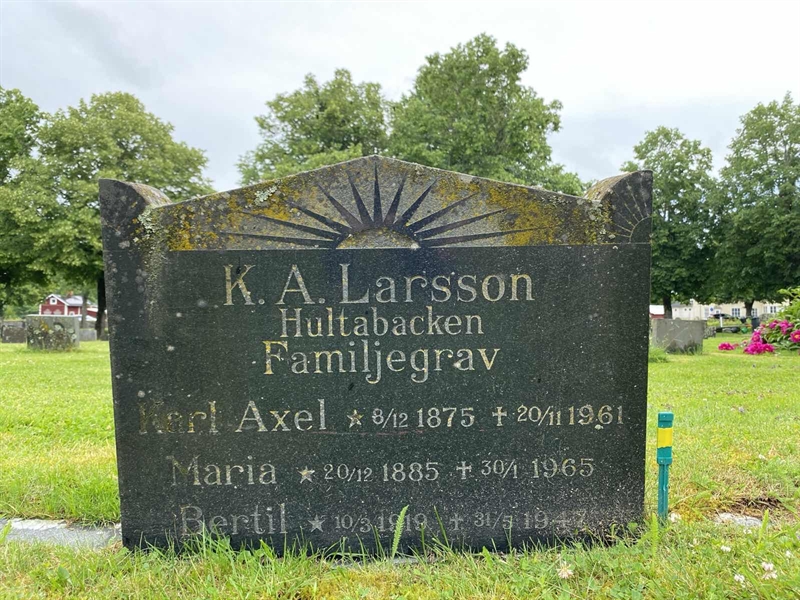 K. A. Larsson
Hultabacken
Familjegrav
Karl Axel ★ 8/12 1875 ✝ 20/11 1961
Maria ★ 20/12 1885 ✝ 30/1 1965
Bertil ★ 10/3 1919 ✝ 31/5